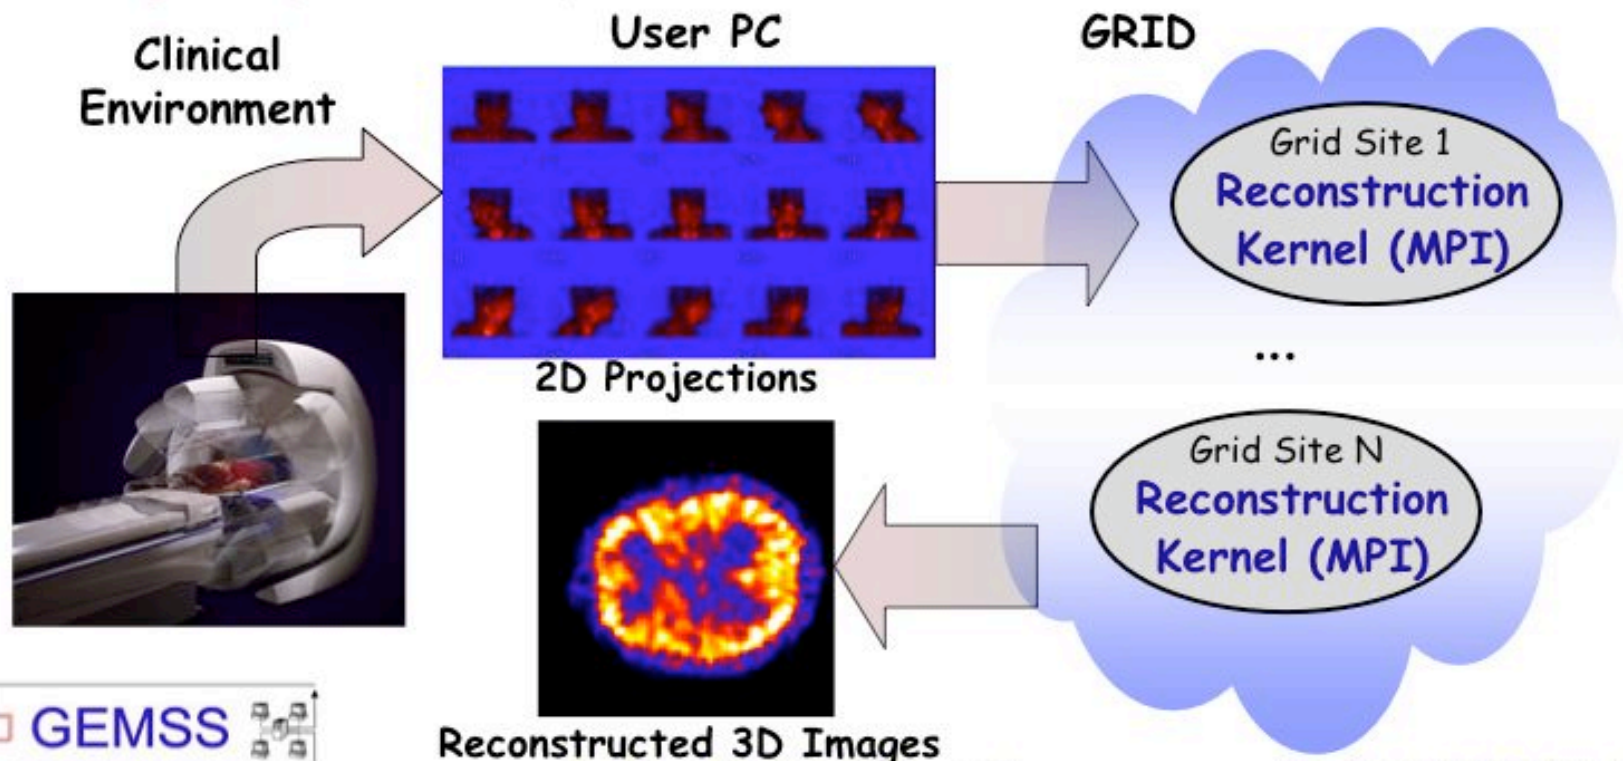 Clinical
Environment
User PC
GRID
Grid Site 1
Reconstruction
Kernel (MPI)
2D Projections
...
Grid Site N
Reconstruction
Kernel (MPI)
Reconstructed 3D Images
GEMSS